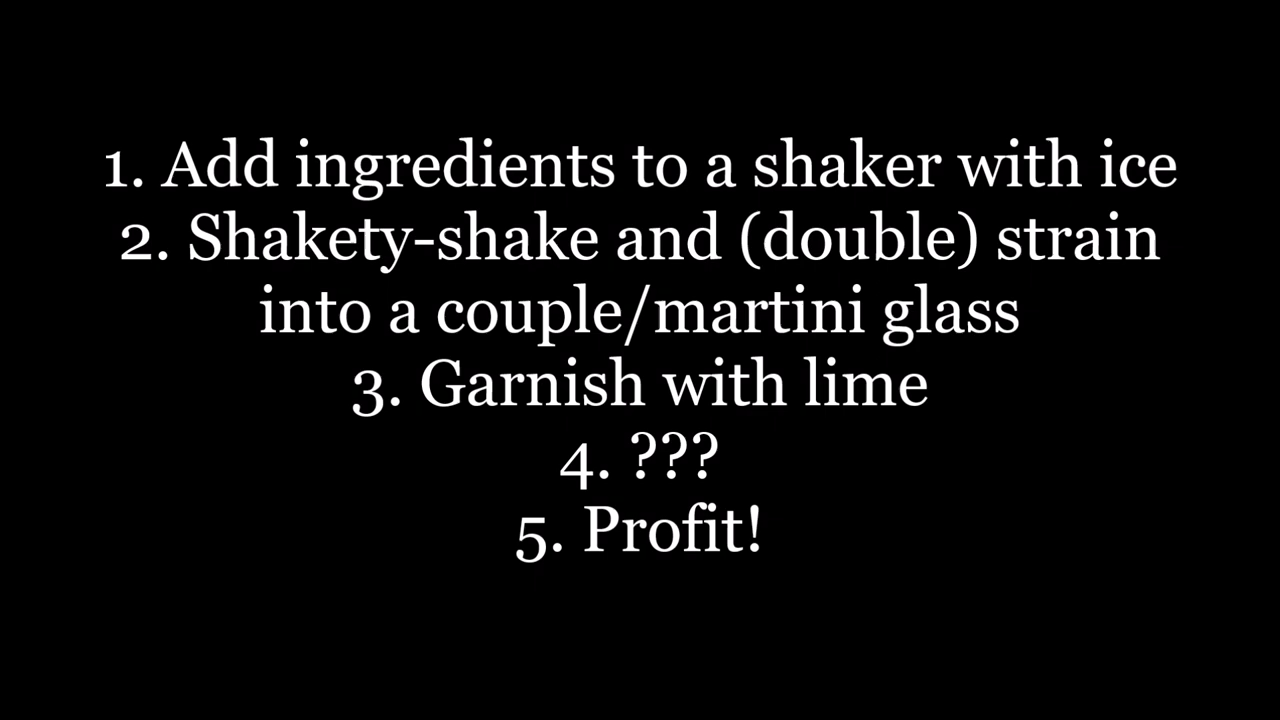 1. Add ingredients to a shaker with ice
2. Shakety-shake and (double) strain
into a couple/martini glass
3. Garnish with lime
4. ???
5. Profit!